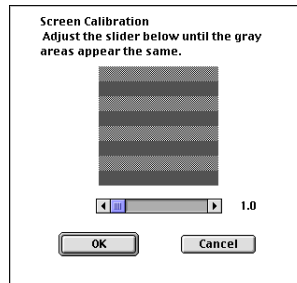 Screen Calibration
Adjust the slider below until the gray
areas appear the same.
1.0
OK
Cancel